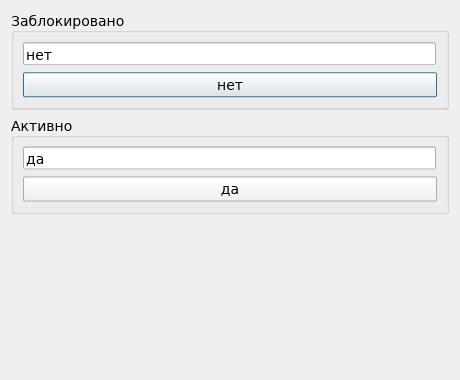 Заблокировано
нет
нет
Активно
да
да